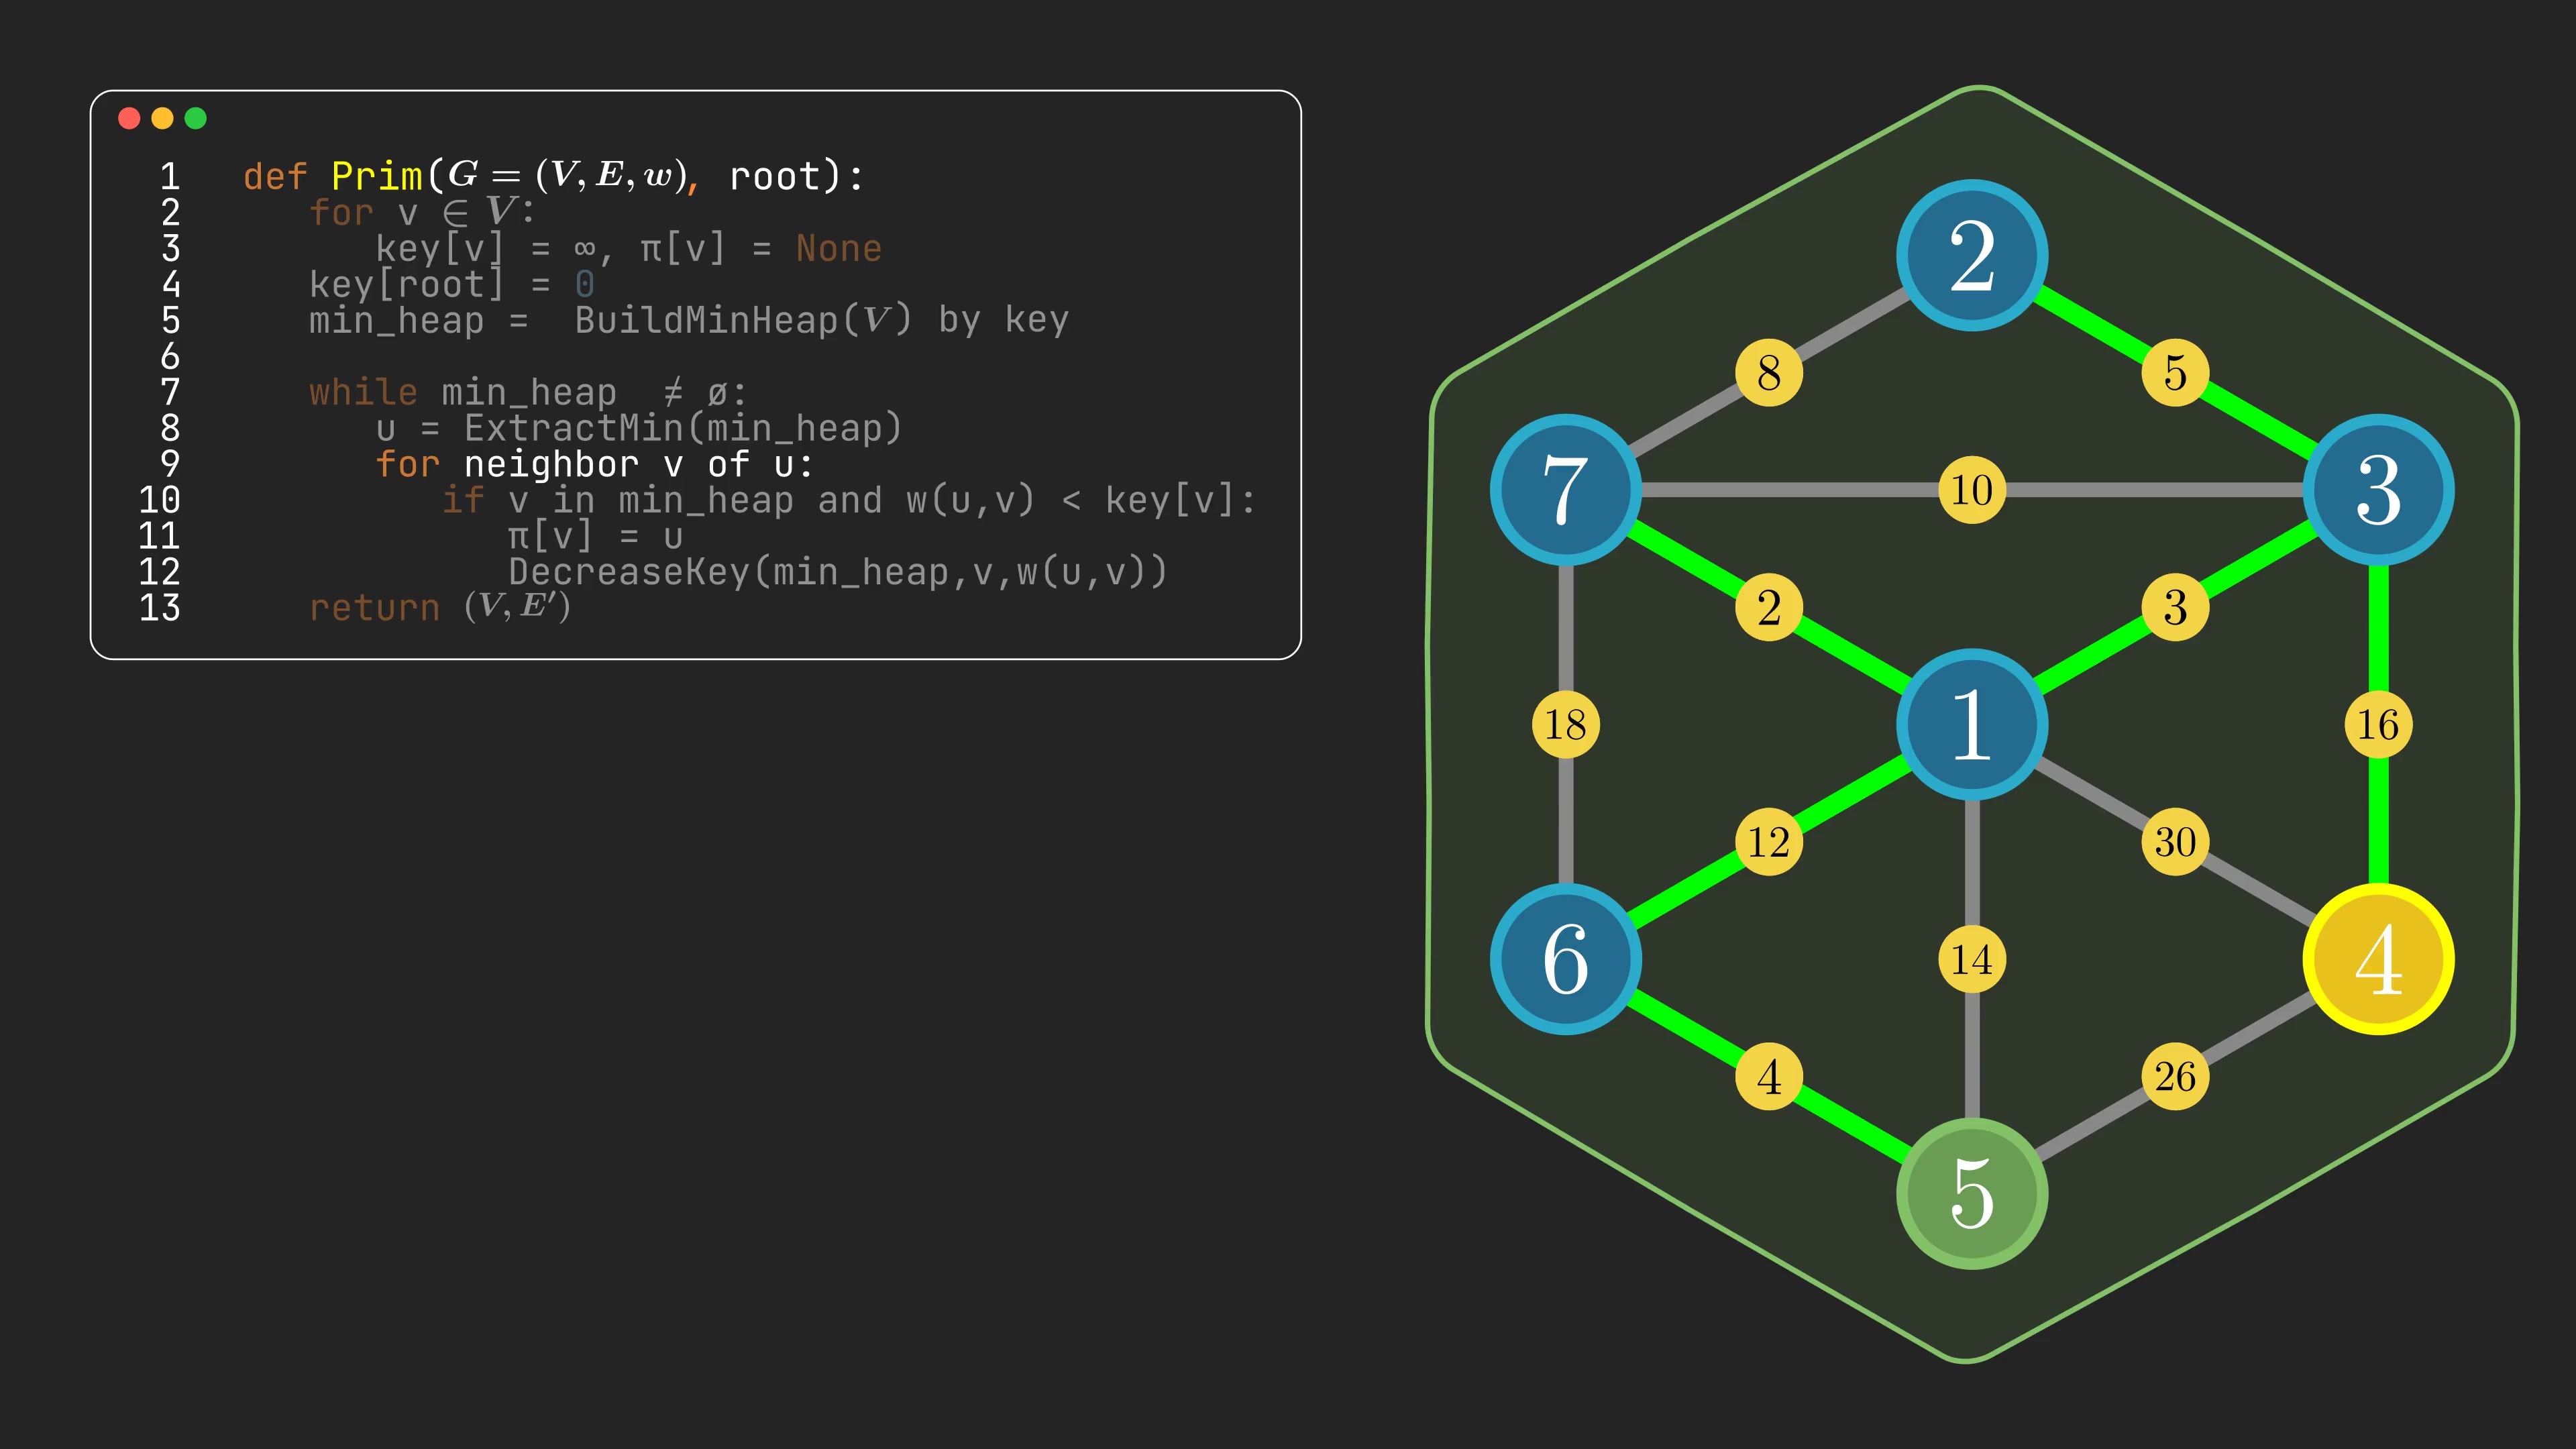 1 def Prim(G = (V, E, w), root):
2 for v ∈ V:
3 key[v] = ∞, π[v] = None
4 key[root] = 0
5 min_heap = BuildMinHeap(V) by key
6
7 while min_heap ≠ ø:
8 u = ExtractMin(min_heap)
9 for neighbor v of u:
10 if v in min_heap and w(u,v) < key[v]:
11 π[v] = u
12 DecreaseKey(min_heap,v,w(u,v))
13 return (V, E′)
2
8
5
7
10
3
2
3
1
18
16
12
30
6
14
4
4
26
5